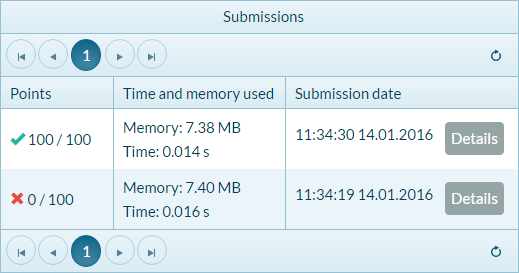 Submissions
1
Points Time and memory used Submission date
100 / 100 Memory: 7.38 MB 11:34:30 14.01.2016 Details
Time: 0.014 s
0 / 100 Memory: 7.40 MB 11:34:19 14.01.2016 Details
Time: 0.016 s
1